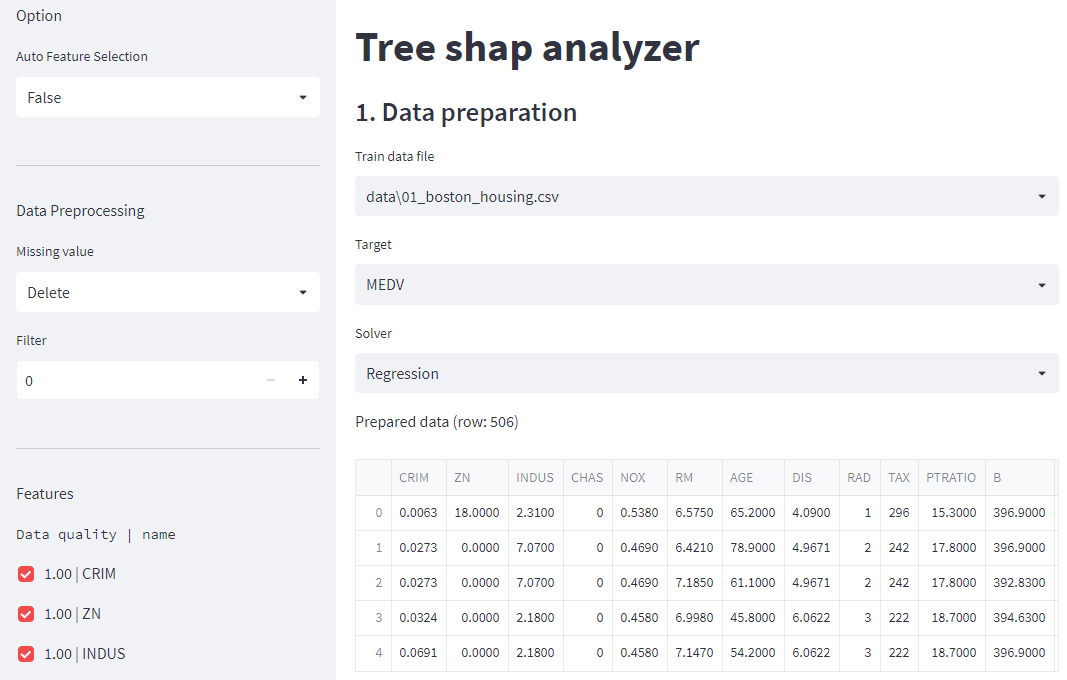 Option
Auto Feature Selection
False
Data Preprocessing
Missing value
Delete
Filter
0
Features
Data quality | name
1.00 | CRIM
1.00 | ZN
1.00 | INDUS
Tree shap analyzer
1. Data preparation
Train data file
data\01_boston_housing.csv
Target
MEDV
Solver
Regression
Prepared data (row: 506)
CRIM ZN INDUS CHAS NOX RM AGE DIS RAD TAX PTRATIO B
0 0.0063 18.0000 2.3100 0 0.5380 6.5750 65.2000 4.0900 1 296 15.3000 396.9000
1 0.0273 0.0000 7.0700 0 0.4690 6.4210 78.9000 4.9671 2 242 17.8000 396.9000
2 0.0273 0.0000 7.0700 0 0.4690 7.1850 61.1000 4.9671 2 242 17.8000 392.8300
3 0.0324 0.0000 2.1800 0 0.4580 6.9980 45.8000 6.0622 3 222 18.7000 394.6300
4 0.0691 0.0000 2.1800 0 0.4580 7.1470 54.2000 6.0622 3 222 18.7000 396.9000